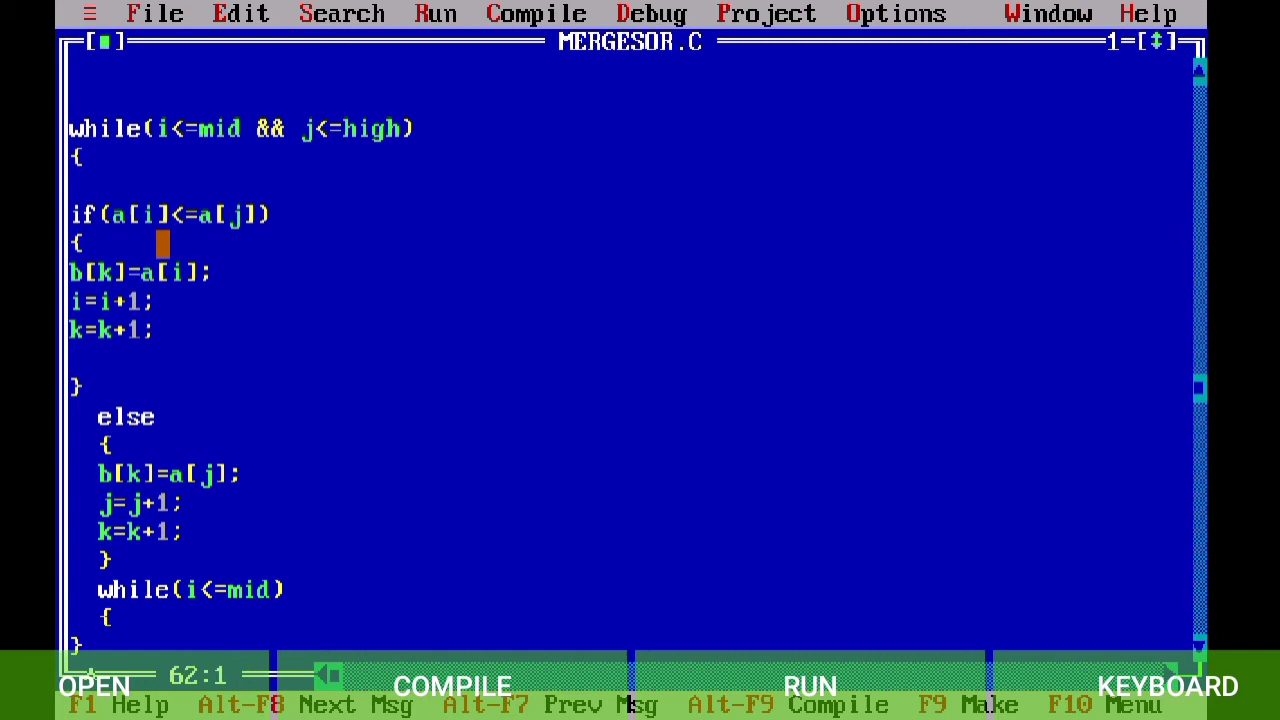 ≡ File Edit Search Run Compile Debug Project Options Window Help
[■] MERGESOR.C 1=[↕]
while(i<=mid && j<=high)
{
if(a[i]<=a[j])
{
b[k]=a[i];
i=i+1;
k=k+1;
}
else
{
b[k]=a[j];
j=j+1;
k=k+1;
}
while(i<=mid)
{
}
62:1
OPEN COMPILE RUN KEYBOARD
F1 Help Alt-F8 Next Msg Alt-F7 Prev Msg Alt-F9 Compile F9 Make F10 Menu